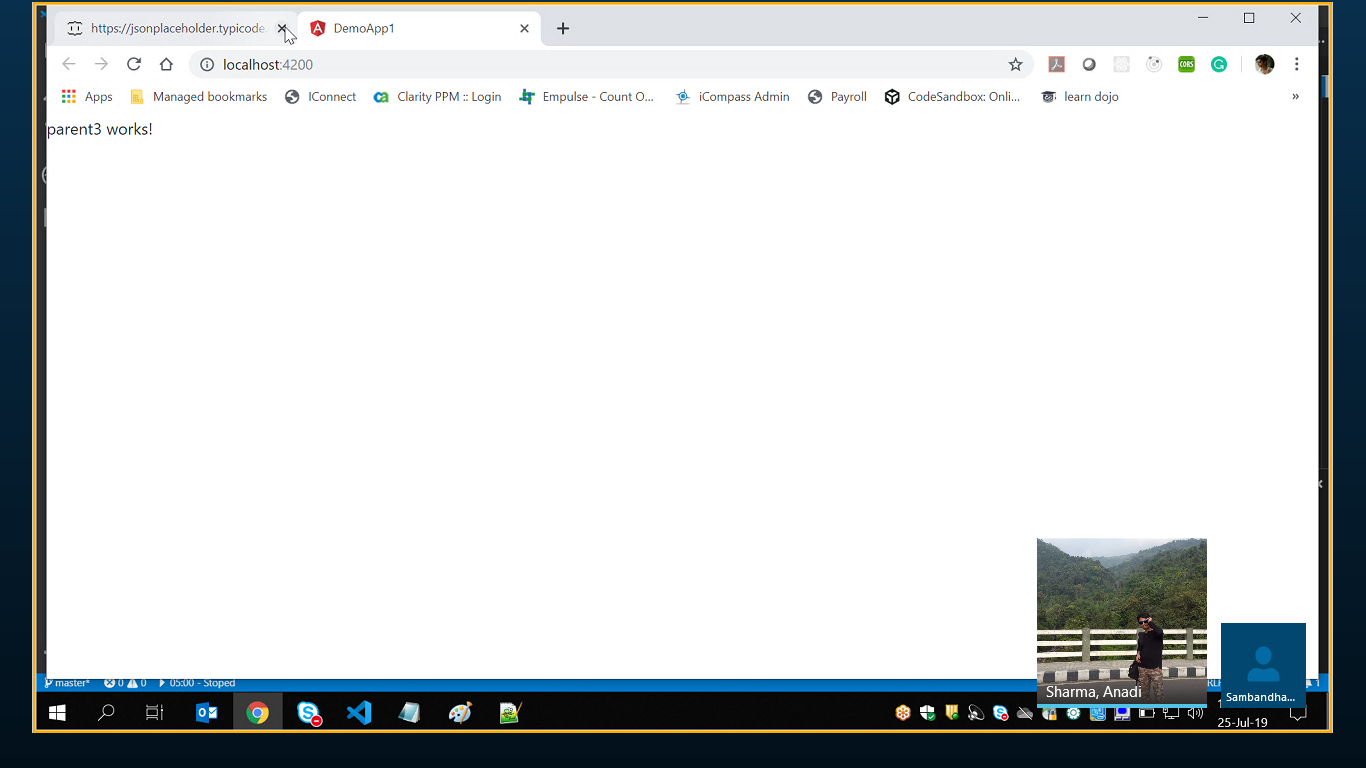 https://jsonplaceholder.typicode. DemoApp1
localhost:4200
Apps Managed bookmarks IConnect Clarity PPM :: Login Empulse - Count O... iCompass Admin Payroll CodeSandbox: Onli... learn dojo »
CORS
parent3 works!
Sharma, Anadi
Sambandha...
master* 0 0 05:00 - Stoped
25-Jul-19